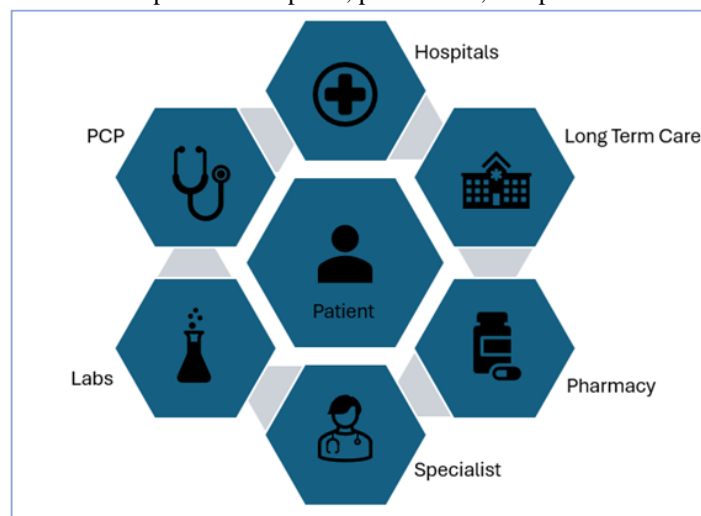 Hospitals
PCP
Long Term Care
Patient
Labs
Pharmacy
Specialist